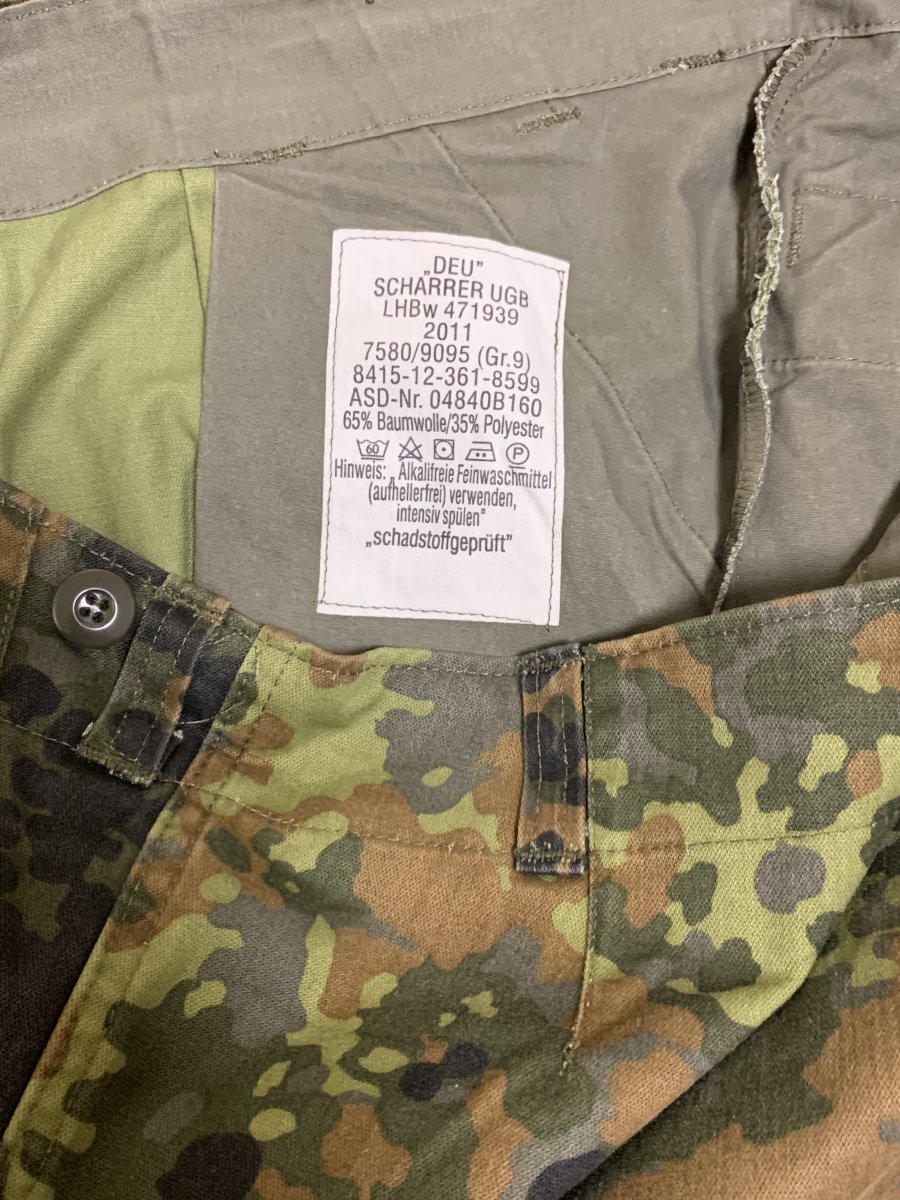 „DEU"
SCHARRER UGB
LHBw 471939
2011
7580/9095 (Gr.9)
8415-12-361-8599
ASD-Nr. 04840B160
65% Baumwolle/35% Polyester
60 P
Hinweis: „Alkalifreie Feinwaschmittel
(aufhellerfrei) verwenden,
intensiv spülen"
„schadstoffgeprüft"